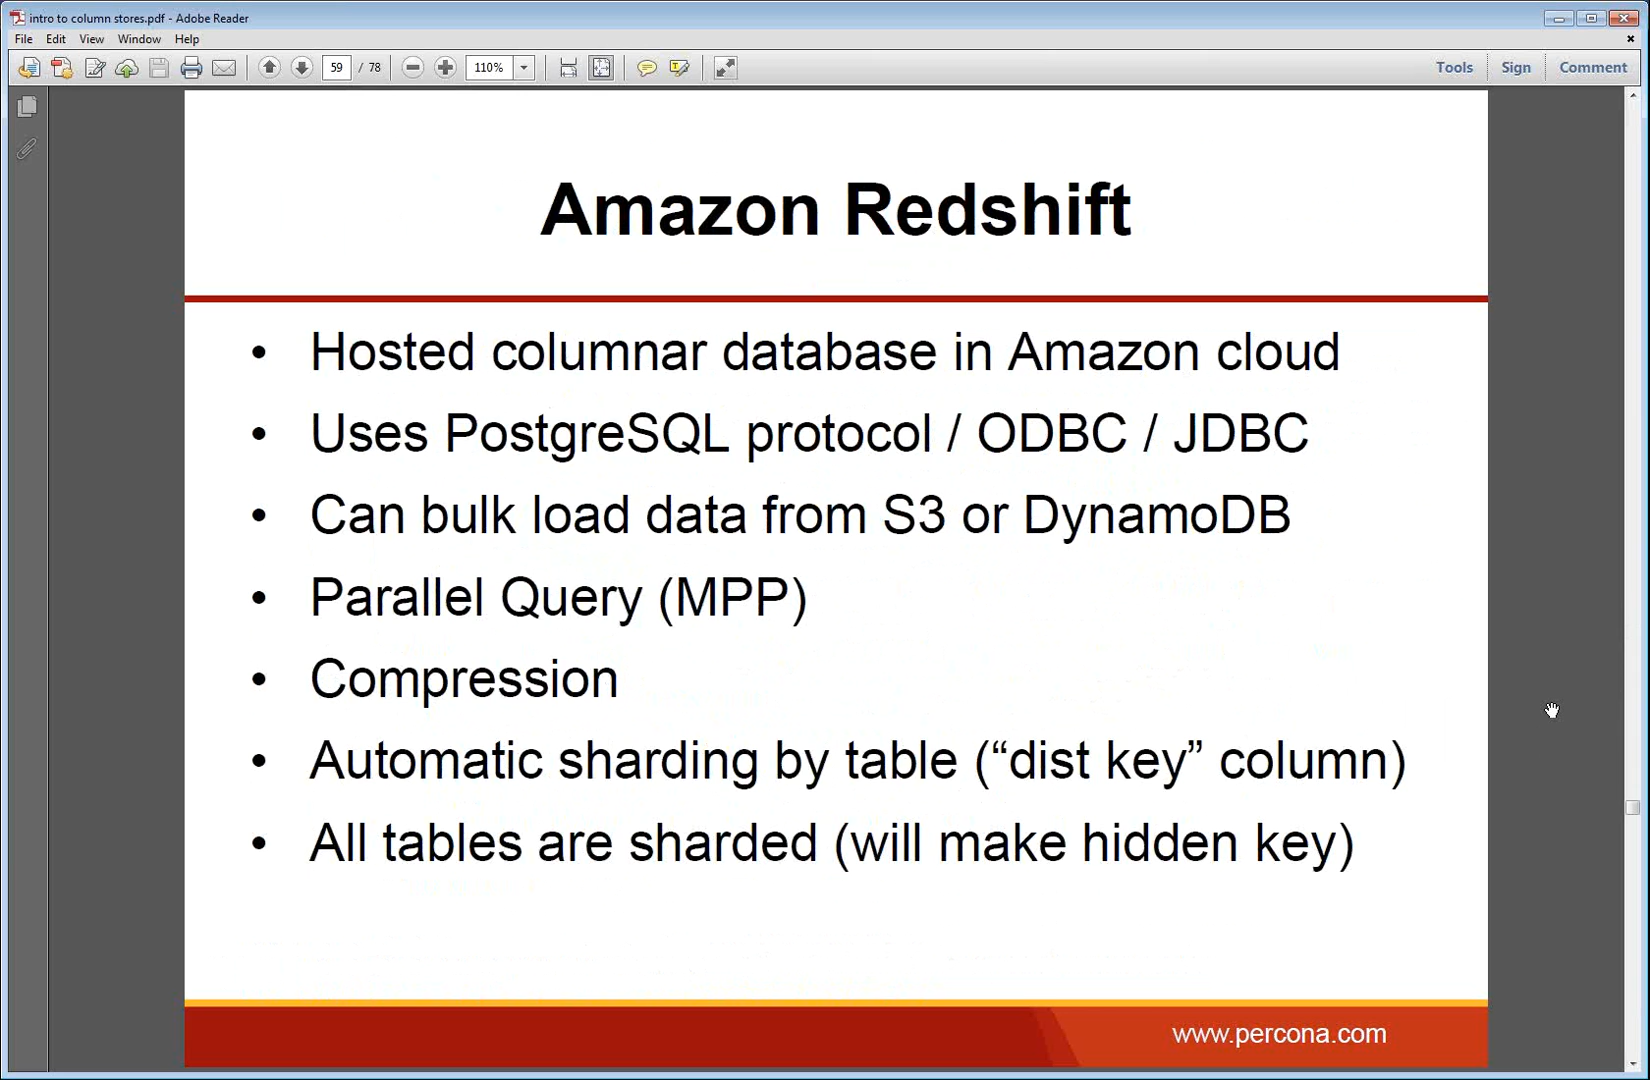 intro to column stores.pdf - Adobe Reader
File Edit View Window Help
59 / 78 110% Tools Sign Comment
Amazon Redshift
• Hosted columnar database in Amazon cloud
• Uses PostgreSQL protocol / ODBC / JDBC
• Can bulk load data from S3 or DynamoDB
• Parallel Query (MPP)
• Compression
• Automatic sharding by table (“dist key” column)
• All tables are sharded (will make hidden key)
www.percona.com